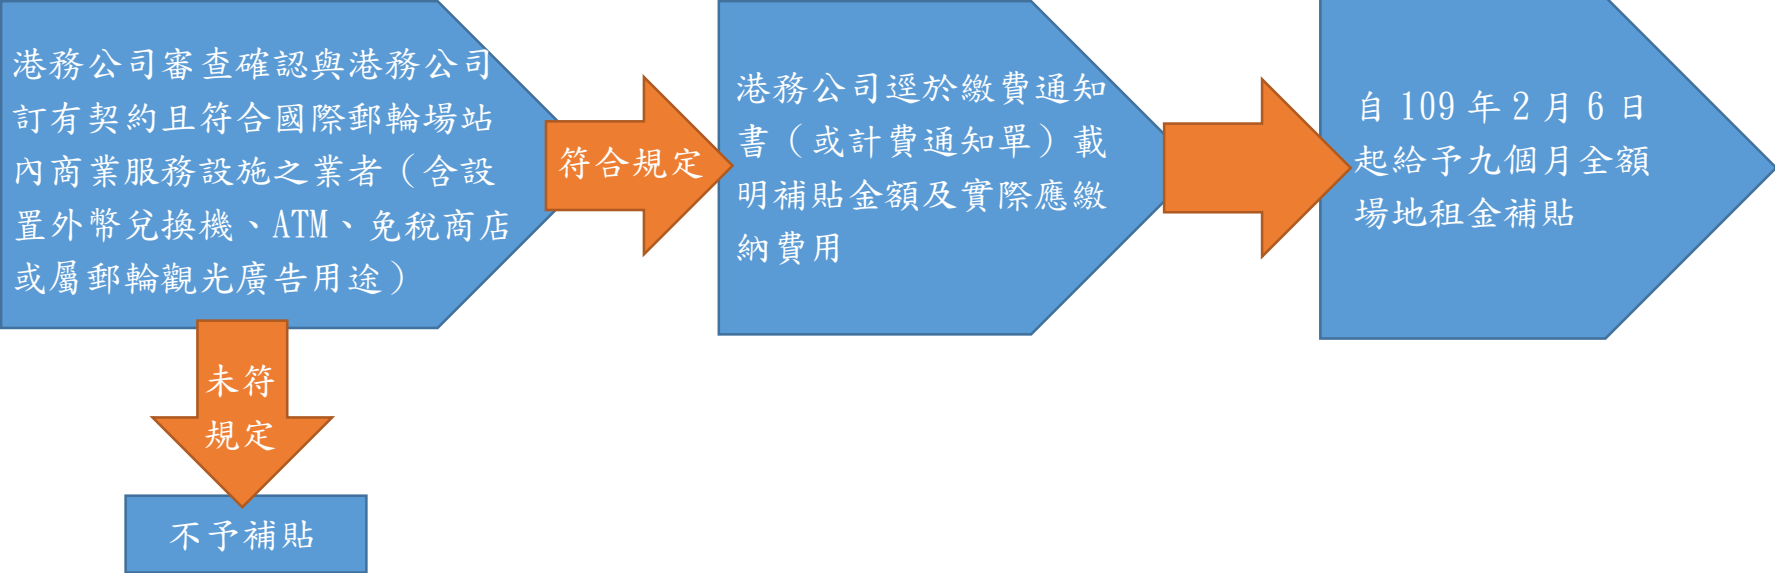 港務公司審查確認與港務公司
訂有契約且符合國際郵輪場站
內商業服務設施之業者（含設
置外幣兌換機、ATM、免稅商店
或屬郵輪觀光廣告用途）
符合規定
港務公司逕於繳費通知
書（或計費通知單）載
明補貼金額及實際應繳
納費用
自 109 年 2 月 6 日
起給予九個月全額
場地租金補貼
未符
規定
不予補貼